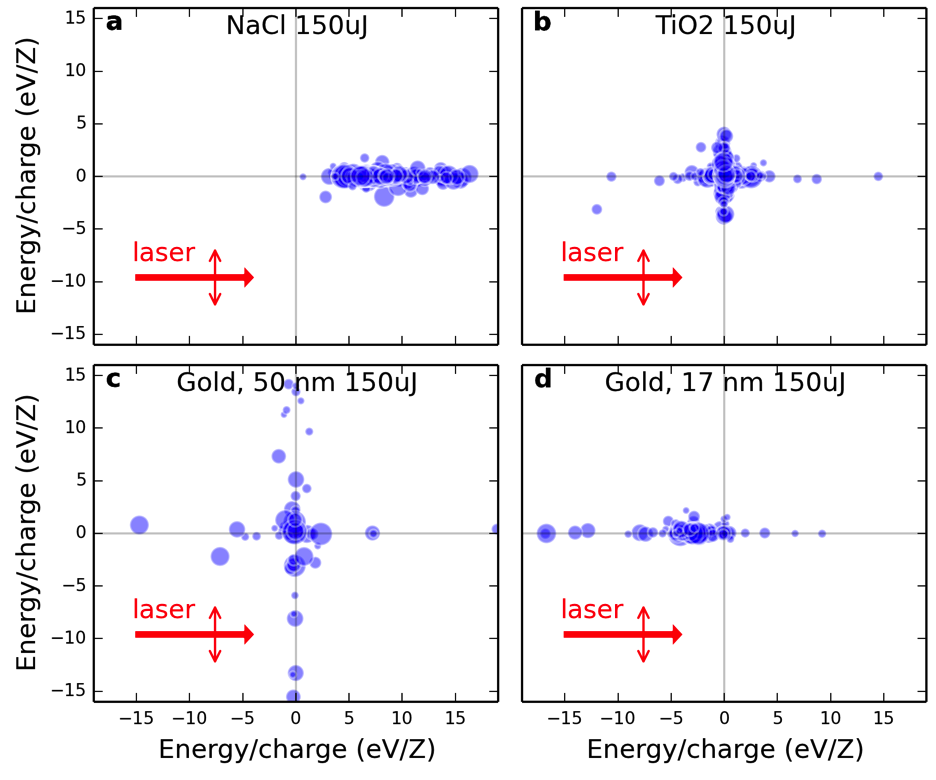 a
NaCl 150uJ
b
TiO2 150uJ
15
10
5
0
−5
−10
−15
Energy/charge (eV/Z)
laser
laser
c
Gold, 50 nm 150uJ
d
Gold, 17 nm 150uJ
15
10
5
0
−5
−10
−15
Energy/charge (eV/Z)
laser
laser
−15 −10 −5 0 5 10 15
−15 −10 −5 0 5 10 15
Energy/charge (eV/Z)
Energy/charge (eV/Z)